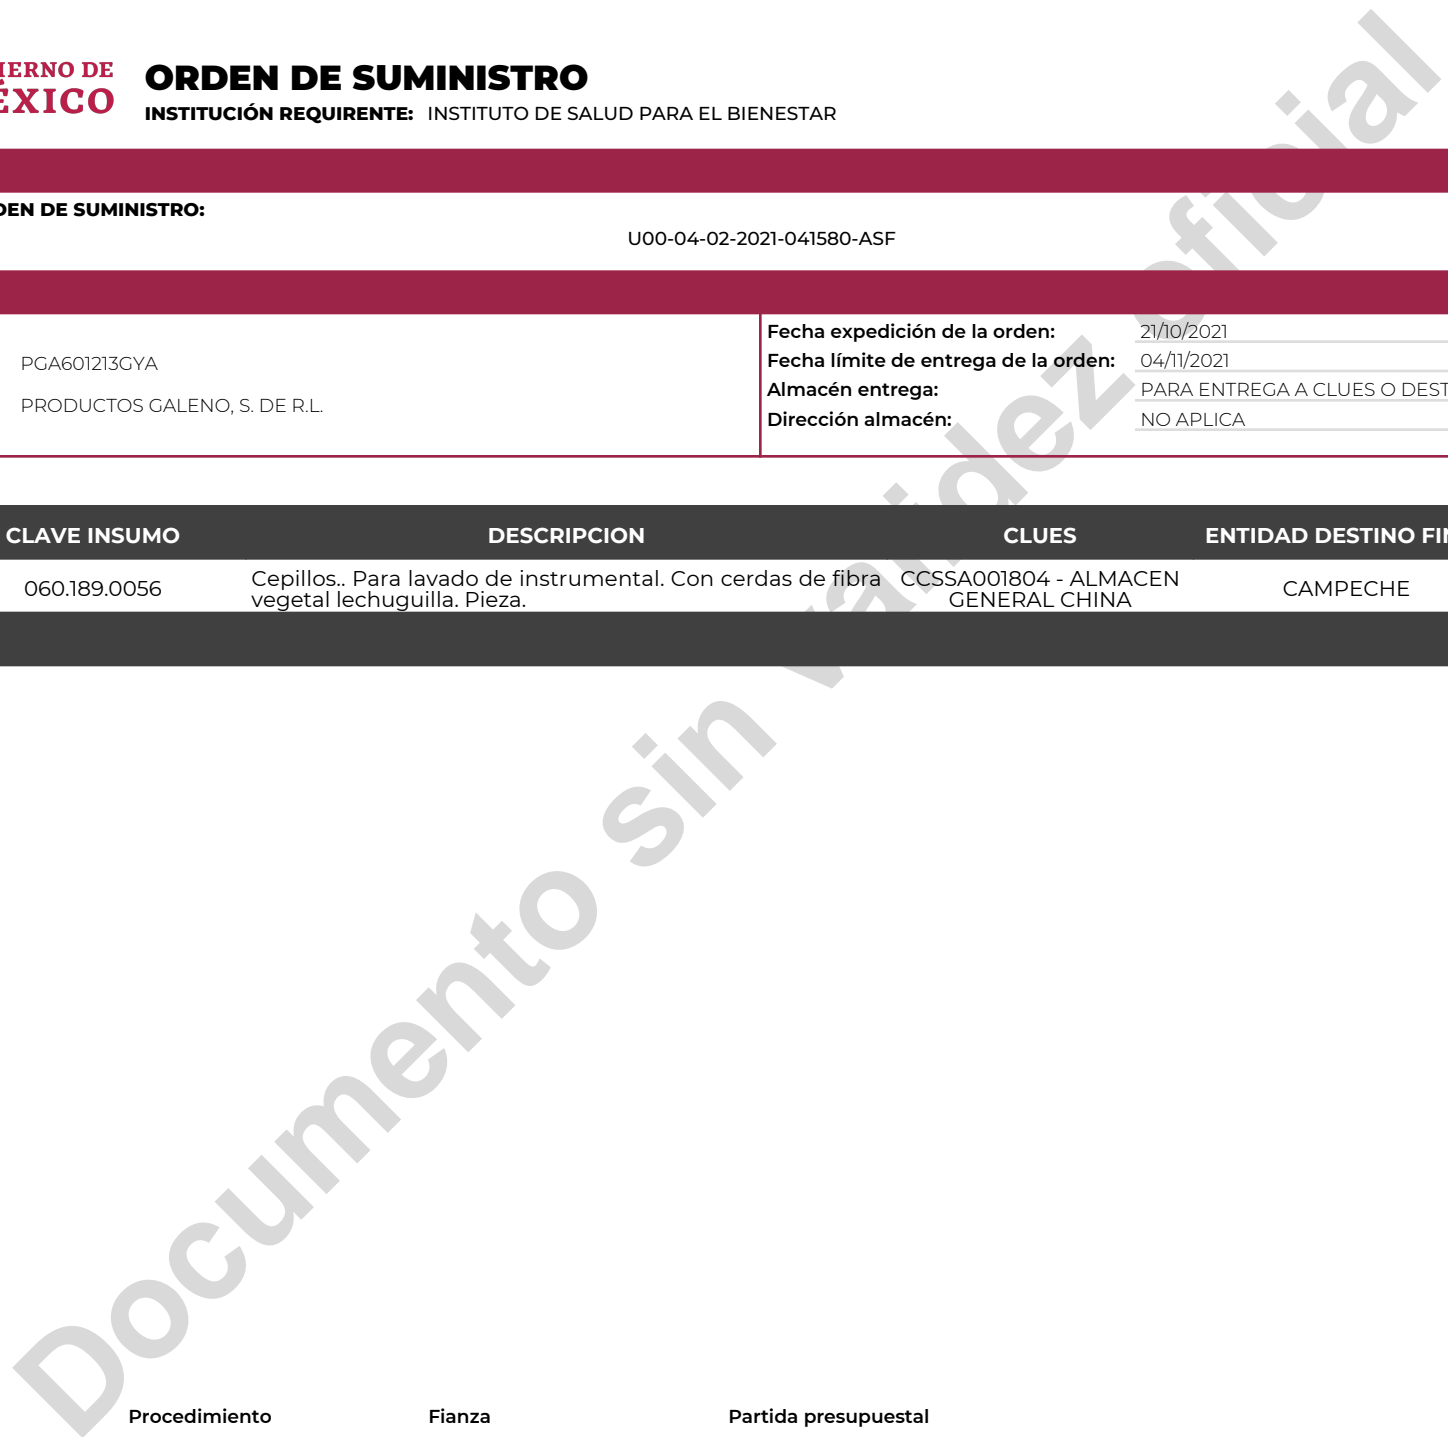 IERNO DE
ÉXICO
ORDEN DE SUMINISTRO
INSTITUCIÓN REQUIRENTE: INSTITUTO DE SALUD PARA EL BIENESTAR
DEN DE SUMINISTRO:
U00-04-02-2021-041580-ASF
PGA601213GYA
PRODUCTOS GALENO, S. DE R.L.
Fecha expedición de la orden: 21/10/2021
Fecha límite de entrega de la orden: 04/11/2021
Almacén entrega: PARA ENTREGA A CLUES O DEST
Dirección almacén: NO APLICA
CLAVE INSUMO DESCRIPCION CLUES ENTIDAD DESTINO FIN
060.189.0056 Cepillos.. Para lavado de instrumental. Con cerdas de fibra CCSSA001804 - ALMACEN CAMPECHE
vegetal lechuguilla. Pieza. GENERAL CHINA
Documento sin validez oficial
Procedimiento Fianza Partida presupuestal